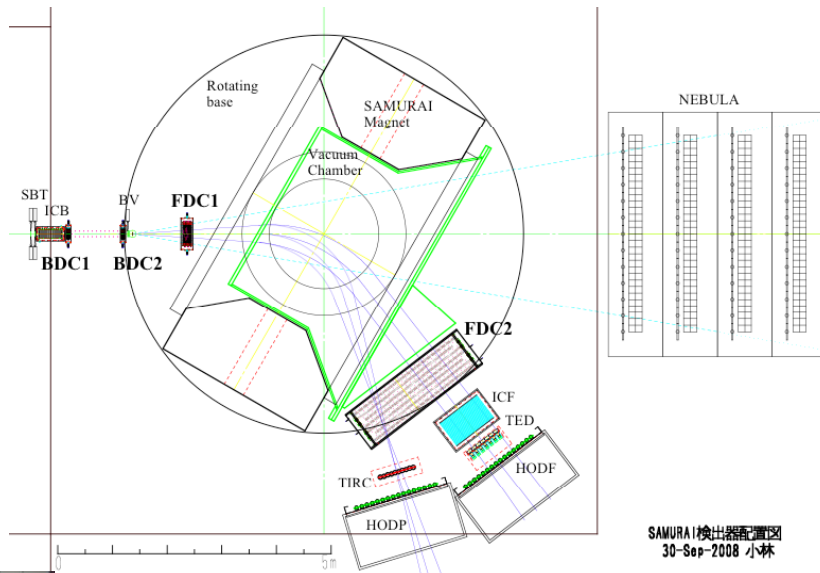 Rotating
base
SAMURAI
Magnet
NEBULA
Vacuum
Chamber
SBT
ICB
BV
FDC1
BDC1
BDC2
FDC2
ICF
TED
TIRC
HODF
HODP
0
5m
SAMURAI検出器配置図
30-Sep-2008 小林